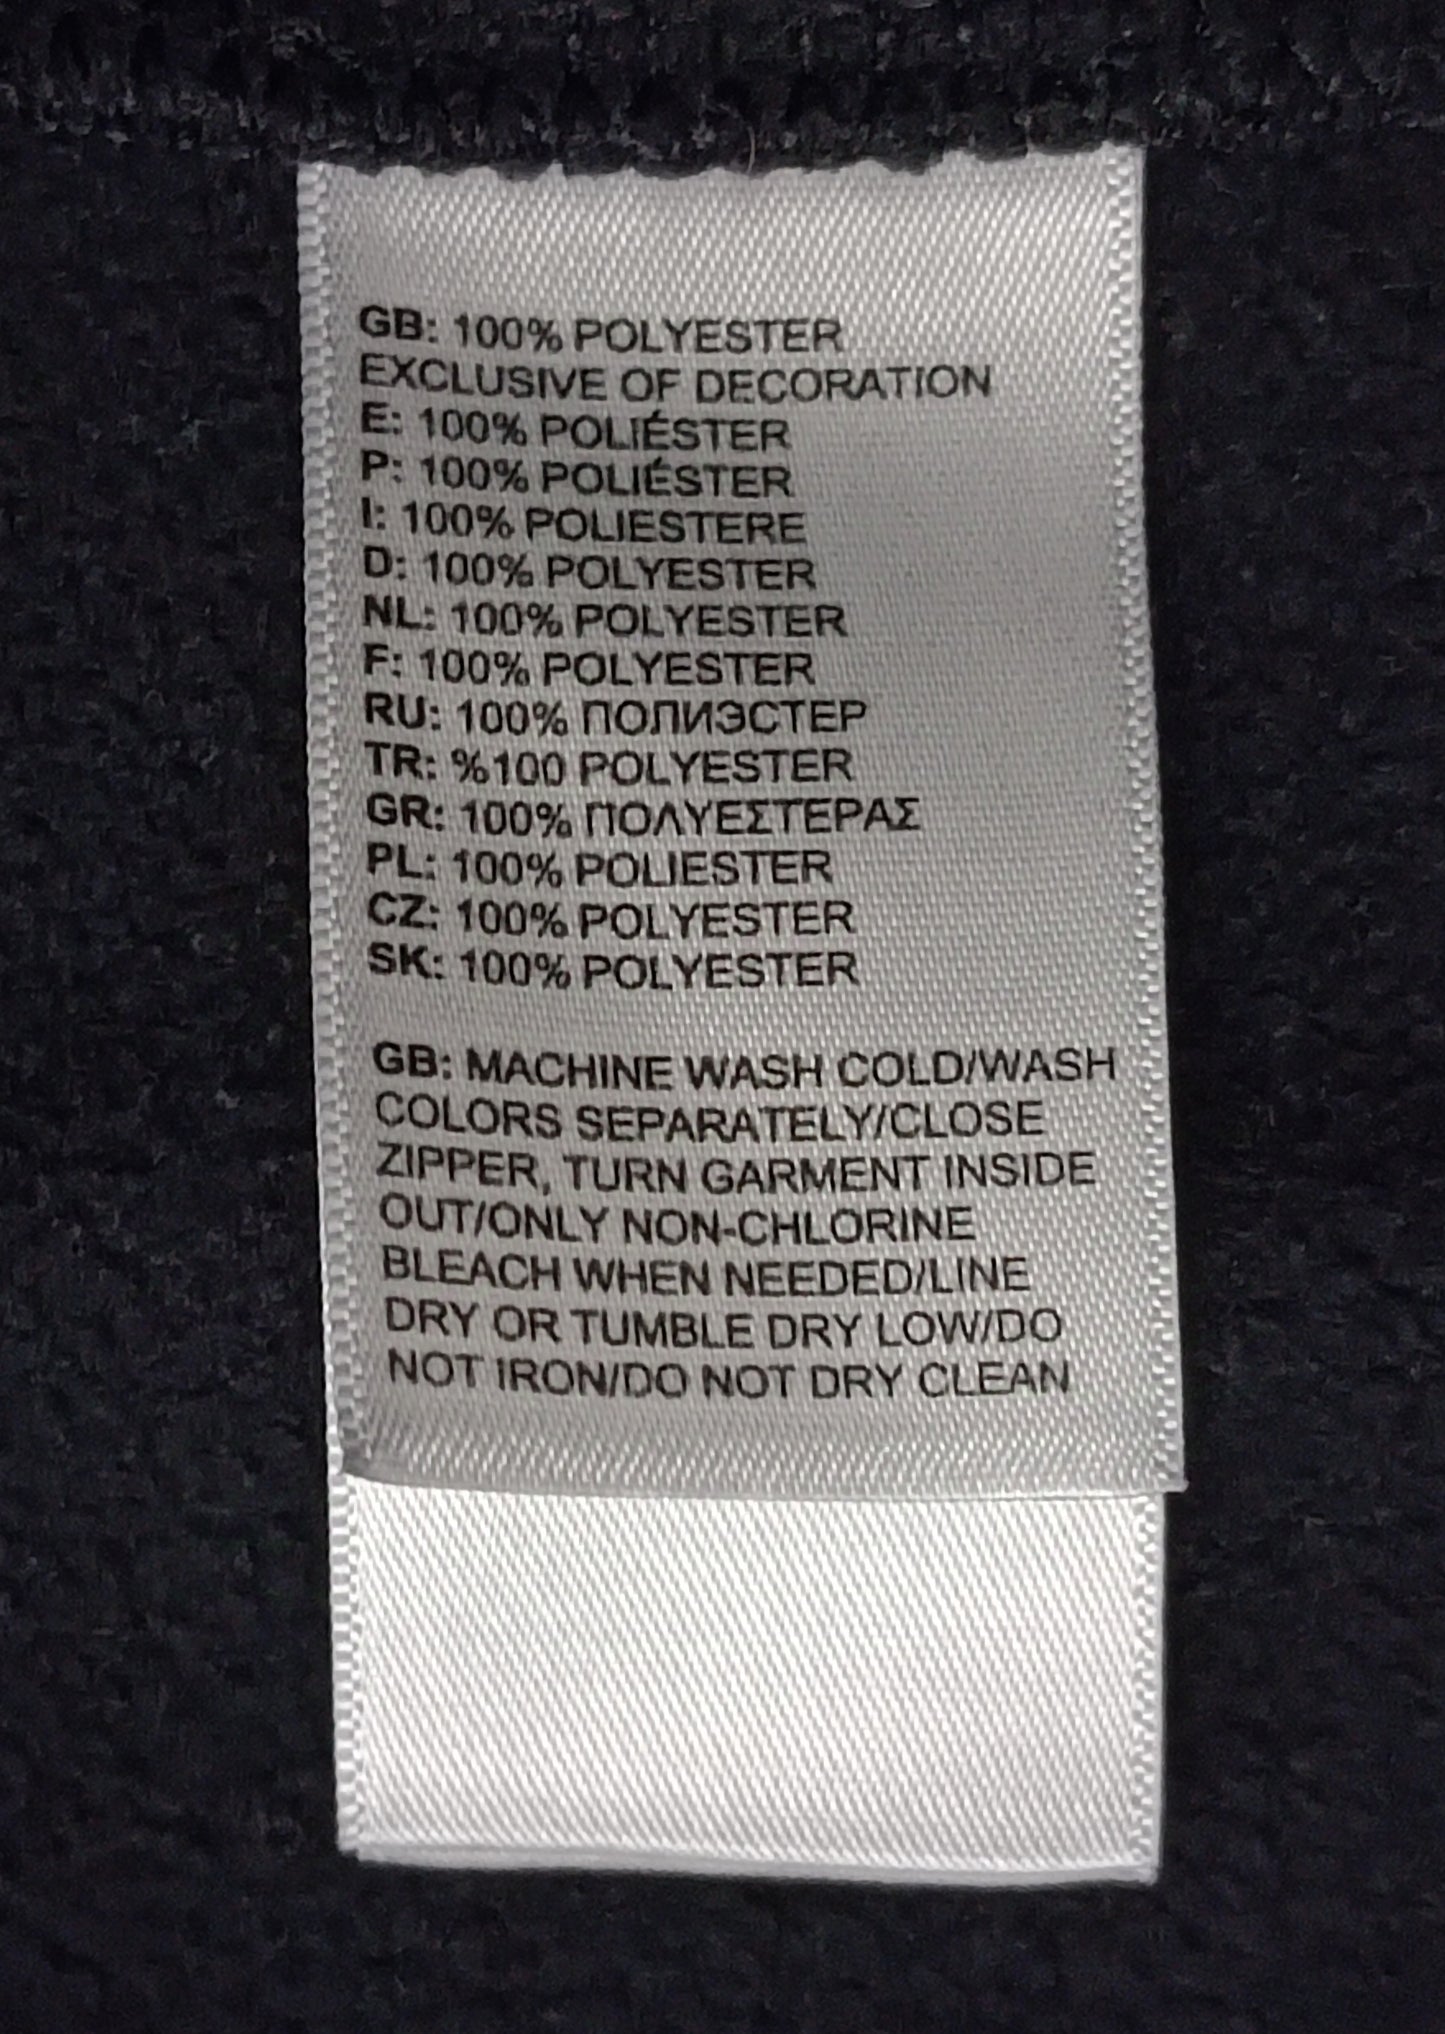 GB: 100% POLYESTER
EXCLUSIVE OF DECORATION
E: 100% POLIÉSTER
P: 100% POLIÉSTER
I: 100% POLIESTERE
D: 100% POLYESTER
NL: 100% POLYESTER
F: 100% POLYESTER
RU: 100% ПОЛИЭСТЕР
TR: %100 POLYESTER
GR: 100% ΠΟΛΥΕΣΤΕΡΑΣ
PL: 100% POLIESTER
CZ: 100% POLYESTER
SK: 100% POLYESTER
GB: MACHINE WASH COLD/WASH
COLORS SEPARATELY/CLOSE
ZIPPER, TURN GARMENT INSIDE
OUT/ONLY NON-CHLORINE
BLEACH WHEN NEEDED/LINE
DRY OR TUMBLE DRY LOW/DO
NOT IRON/DO NOT DRY CLEAN